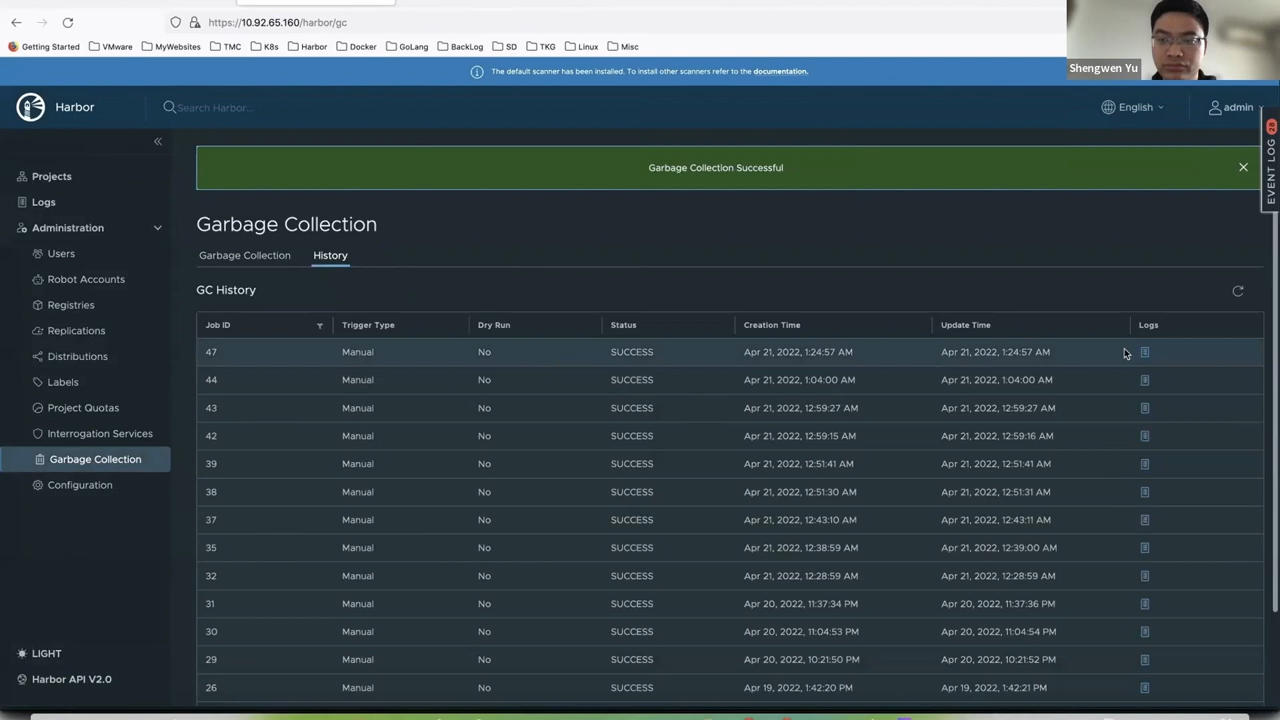 https://10.92.65.160/harbor/gc
Getting Started VMware MyWebsites TMC K8s Harbor Docker GoLang BackLog SD TKG Linux Misc
Shengwen Yu
The default scanner has been installed. To install other scanners refer to the documentation.
Harbor
Search Harbor...
English
admin
EVENT LOG 28
Projects
Logs
Administration
Users
Robot Accounts
Registries
Replications
Distributions
Labels
Project Quotas
Interrogation Services
Garbage Collection
Configuration
LIGHT
Harbor API V2.0
Garbage Collection Successful
Garbage Collection
Garbage Collection History
GC History
Job ID Trigger Type Dry Run Status Creation Time Update Time Logs
47 Manual No SUCCESS Apr 21, 2022, 1:24:57 AM Apr 21, 2022, 1:24:57 AM
44 Manual No SUCCESS Apr 21, 2022, 1:04:00 AM Apr 21, 2022, 1:04:00 AM
43 Manual No SUCCESS Apr 21, 2022, 12:59:27 AM Apr 21, 2022, 12:59:27 AM
42 Manual No SUCCESS Apr 21, 2022, 12:59:15 AM Apr 21, 2022, 12:59:16 AM
39 Manual No SUCCESS Apr 21, 2022, 12:51:41 AM Apr 21, 2022, 12:51:41 AM
38 Manual No SUCCESS Apr 21, 2022, 12:51:30 AM Apr 21, 2022, 12:51:31 AM
37 Manual No SUCCESS Apr 21, 2022, 12:43:10 AM Apr 21, 2022, 12:43:11 AM
35 Manual No SUCCESS Apr 21, 2022, 12:38:59 AM Apr 21, 2022, 12:39:00 AM
32 Manual No SUCCESS Apr 21, 2022, 12:28:59 AM Apr 21, 2022, 12:28:59 AM
31 Manual No SUCCESS Apr 20, 2022, 11:37:34 PM Apr 20, 2022, 11:37:36 PM
30 Manual No SUCCESS Apr 20, 2022, 11:04:53 PM Apr 20, 2022, 11:04:54 PM
29 Manual No SUCCESS Apr 20, 2022, 10:21:50 PM Apr 20, 2022, 10:21:52 PM
26 Manual No SUCCESS Apr 19, 2022, 1:42:20 PM Apr 19, 2022, 1:42:21 PM